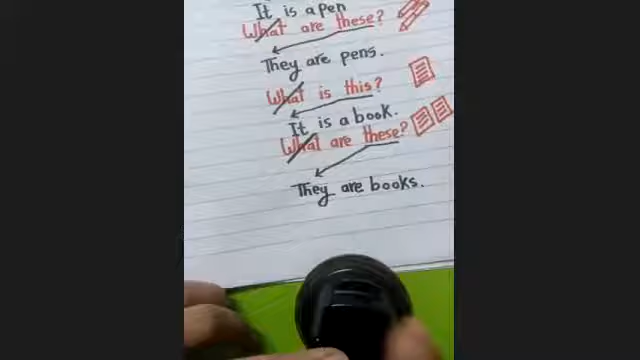 It is a pen
What are these?
They are pens.
What is this?
It is a book.
What are these?
They are books.